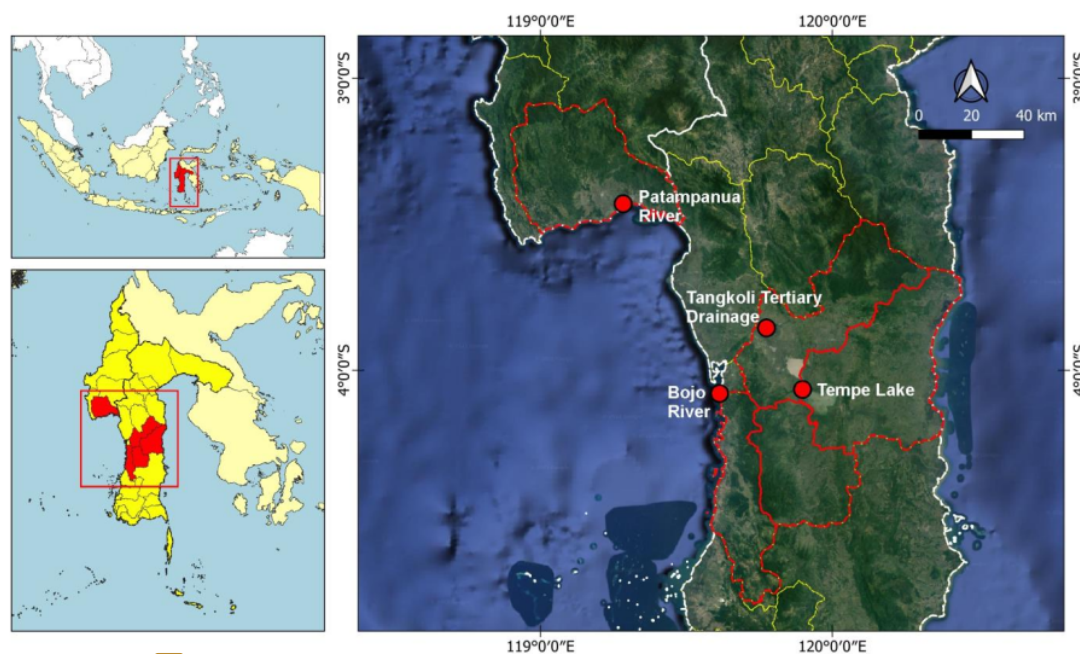 119°0′0″E 120°0′0″E
3°0′0″S 3°0′0″S
0 20 40 km
Patampanua
River
Tangkoli Tertiary
Drainage
4°0′0″S 4°0′0″S
Bojo
River
Tempe Lake
119°0′0″E 120°0′0″E